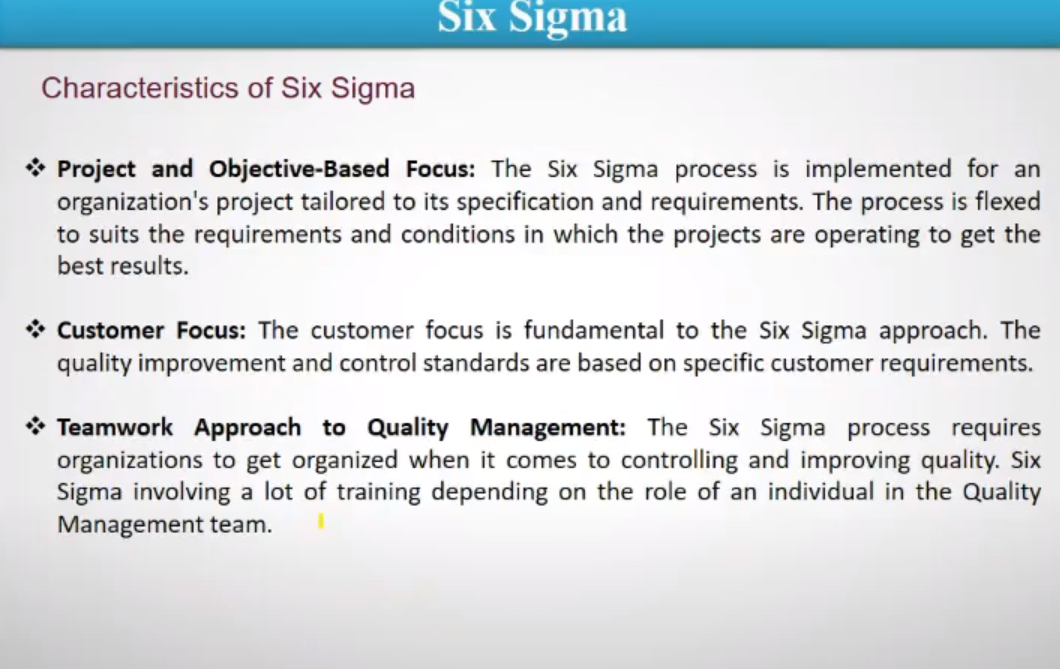 Six Sigma
Characteristics of Six Sigma
❖ Project and Objective-Based Focus: The Six Sigma process is implemented for an
organization's project tailored to its specification and requirements. The process is flexed
to suits the requirements and conditions in which the projects are operating to get the
best results.
❖ Customer Focus: The customer focus is fundamental to the Six Sigma approach. The
quality improvement and control standards are based on specific customer requirements.
❖ Teamwork Approach to Quality Management: The Six Sigma process requires
organizations to get organized when it comes to controlling and improving quality. Six
Sigma involving a lot of training depending on the role of an individual in the Quality
Management team.